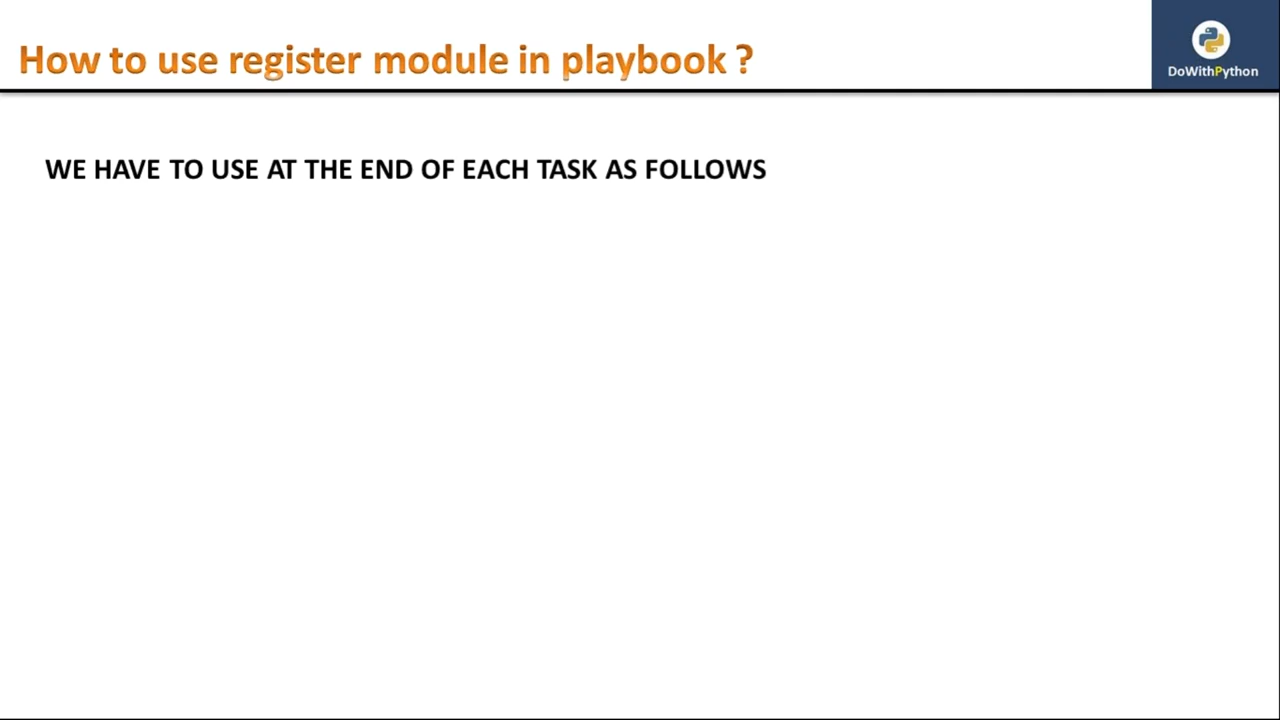 How to use register module in playbook ?
DoWithPython
WE HAVE TO USE AT THE END OF EACH TASK AS FOLLOWS